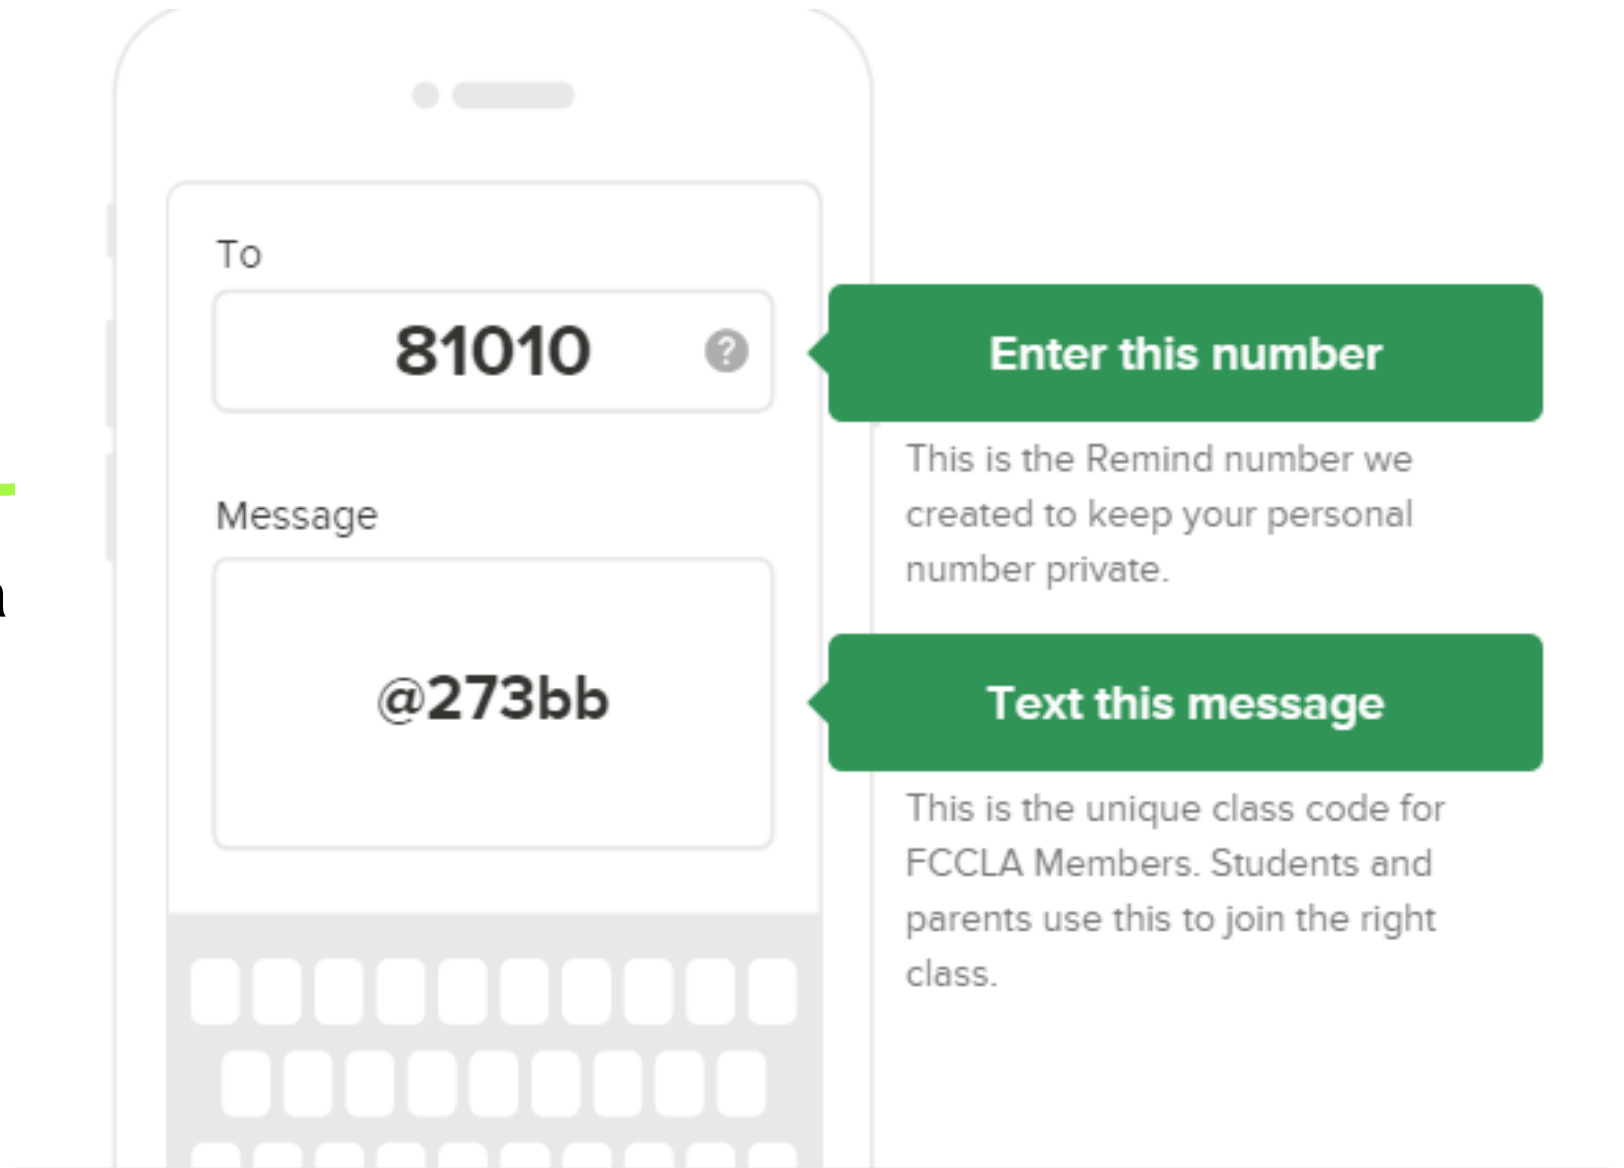 To
81010
?
Enter this number
This is the Remind number we
created to keep your personal
number private.
Message
@273bb
Text this message
This is the unique class code for
FCCLA Members. Students and
parents use this to join the right
class.